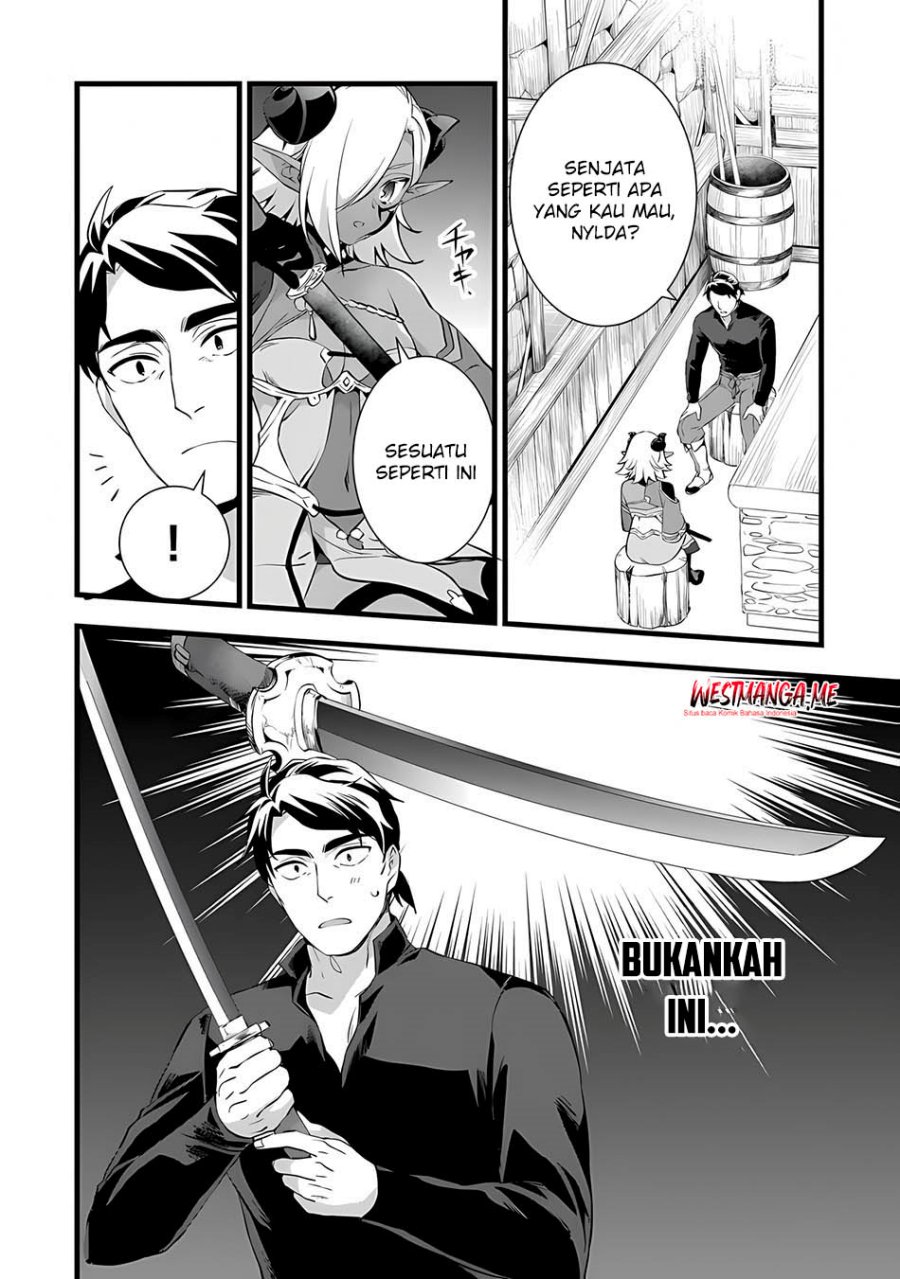 SENJATA
SEPERTI APA
YANG KAU MAU,
NYLDA?
チャキ.
SESUATU
SEPERTI INI
!
WESTMANGA.ME
Situs baca Komik Bahasa Indonesia
BUKANKAH
INI...